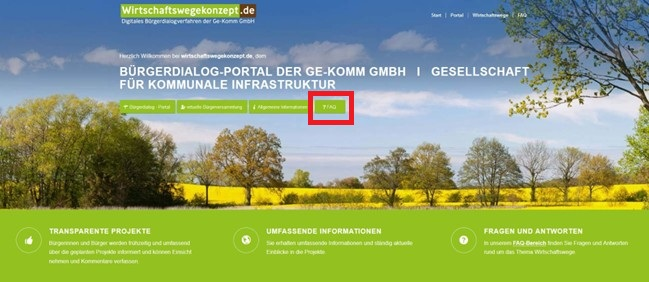 Wirtschaftswegekonzept.de
Digitales Bürgerdialogverfahren der Ge-Komm GmbH
Start | Portal | Wirtschaftswege | FAQ
Herzlich Willkommen bei wirtschaftswegekonzept.de, dem
BÜRGERDIALOG-PORTAL DER GE-KOMM GMBH I GESELLSCHAFT
FÜR KOMMUNALE INFRASTRUKTUR
Bürgerdialog - Portal
virtuelle Bürgerversammlung
Allgemeine Informationen
? FAQ
TRANSPARENTE PROJEKTE
Bürgerinnen und Bürger werden frühzeitig und umfassend
über die geplanten Projekte informiert und können Einsicht
nehmen und Kommentare verfassen.
UMFASSENDE INFORMATIONEN
Sie erhalten umfassende Informationen und ständig aktuelle
Einblicke in die Projekte.
?
FRAGEN UND ANTWORTEN
In unserem FAQ-Bereich finden Sie Fragen und Antworten
rund um das Thema Wirtschaftswege.